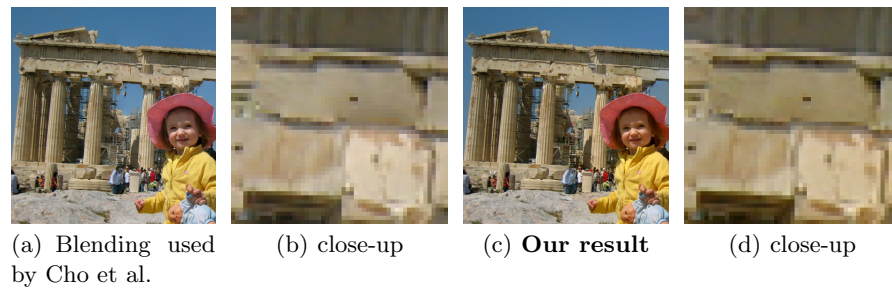 (a) Blending used
by Cho et al.
(b) close-up
(c) Our result
(d) close-up